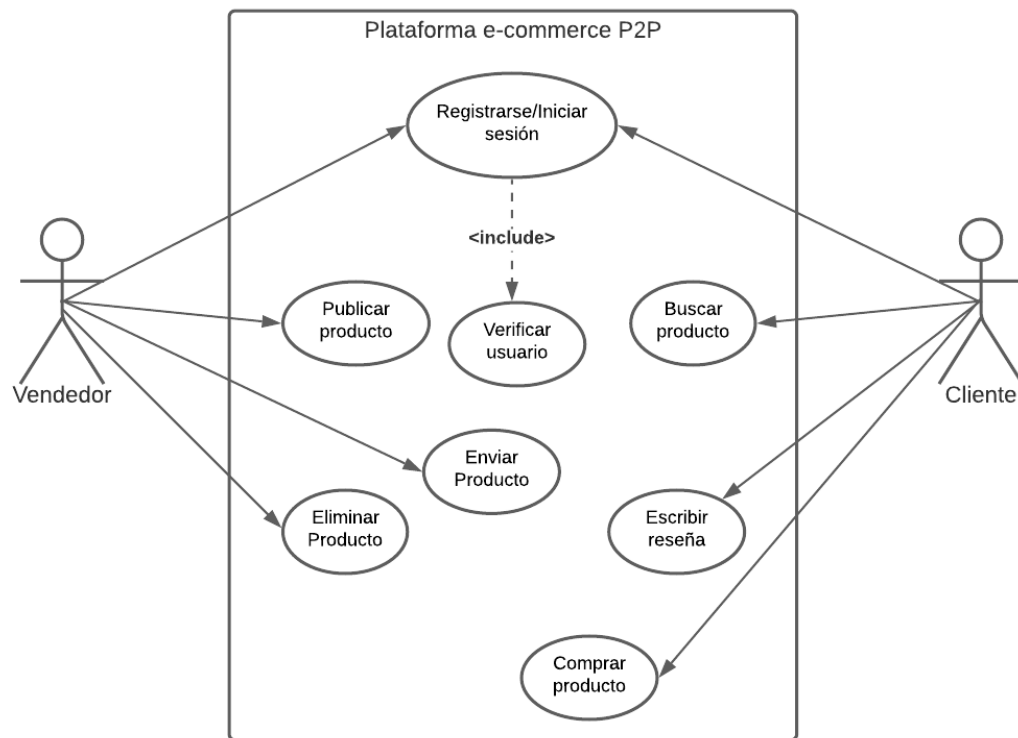 Plataforma e-commerce P2P
Registrarse/Iniciar
sesión
<include>
Publicar
producto
Verificar
usuario
Buscar
producto
Vendedor
Cliente
Enviar
Producto
Eliminar
Producto
Escribir
reseña
Comprar
producto